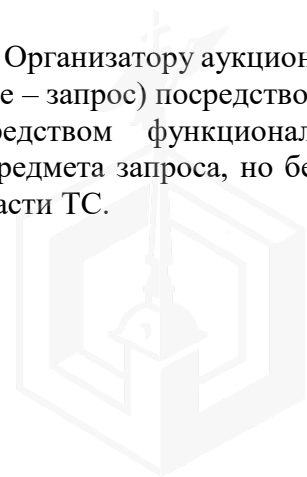 Организатору аукцион
е – запрос) посредство
редством функционал
редмета запроса, но бе
асти ТС.